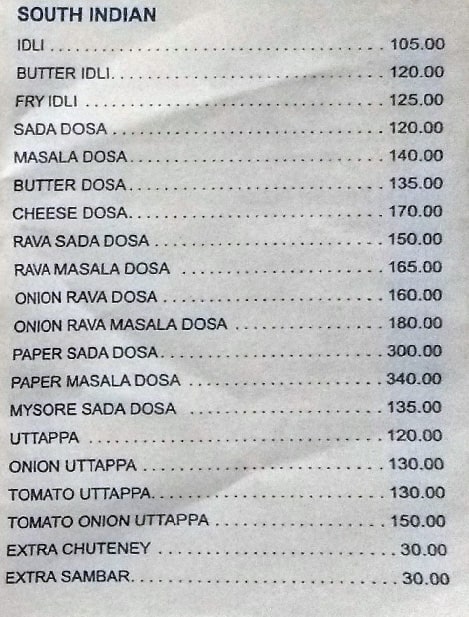 SOUTH INDIAN
IDLI ................................ 105.00
BUTTER IDLI......................... 120.00
FRY IDLI ............................ 125.00
SADA DOSA ......................... 120.00
MASALA DOSA........................ 140.00
BUTTER DOSA........................ 135.00
CHEESE DOSA........................ 170.00
RAVA SADA DOSA ..................... 150.00
RAVA MASALA DOSA .................. 165.00
ONION RAVA DOSA .................... 160.00
ONION RAVA MASALA DOSA ............. 180.00
PAPER SADA DOSA..................... 300.00
PAPER MASALA DOSA .................. 340.00
MYSORE SADA DOSA .................. 135.00
UTTAPPA ............................ 120.00
ONION UTTAPPA ...................... 130.00
TOMATO UTTAPPA...................... 130.00
TOMATO ONION UTTAPPA ............... 150.00
EXTRA CHUTENEY ..................... 30.00
EXTRA SAMBAR........................ 30.00